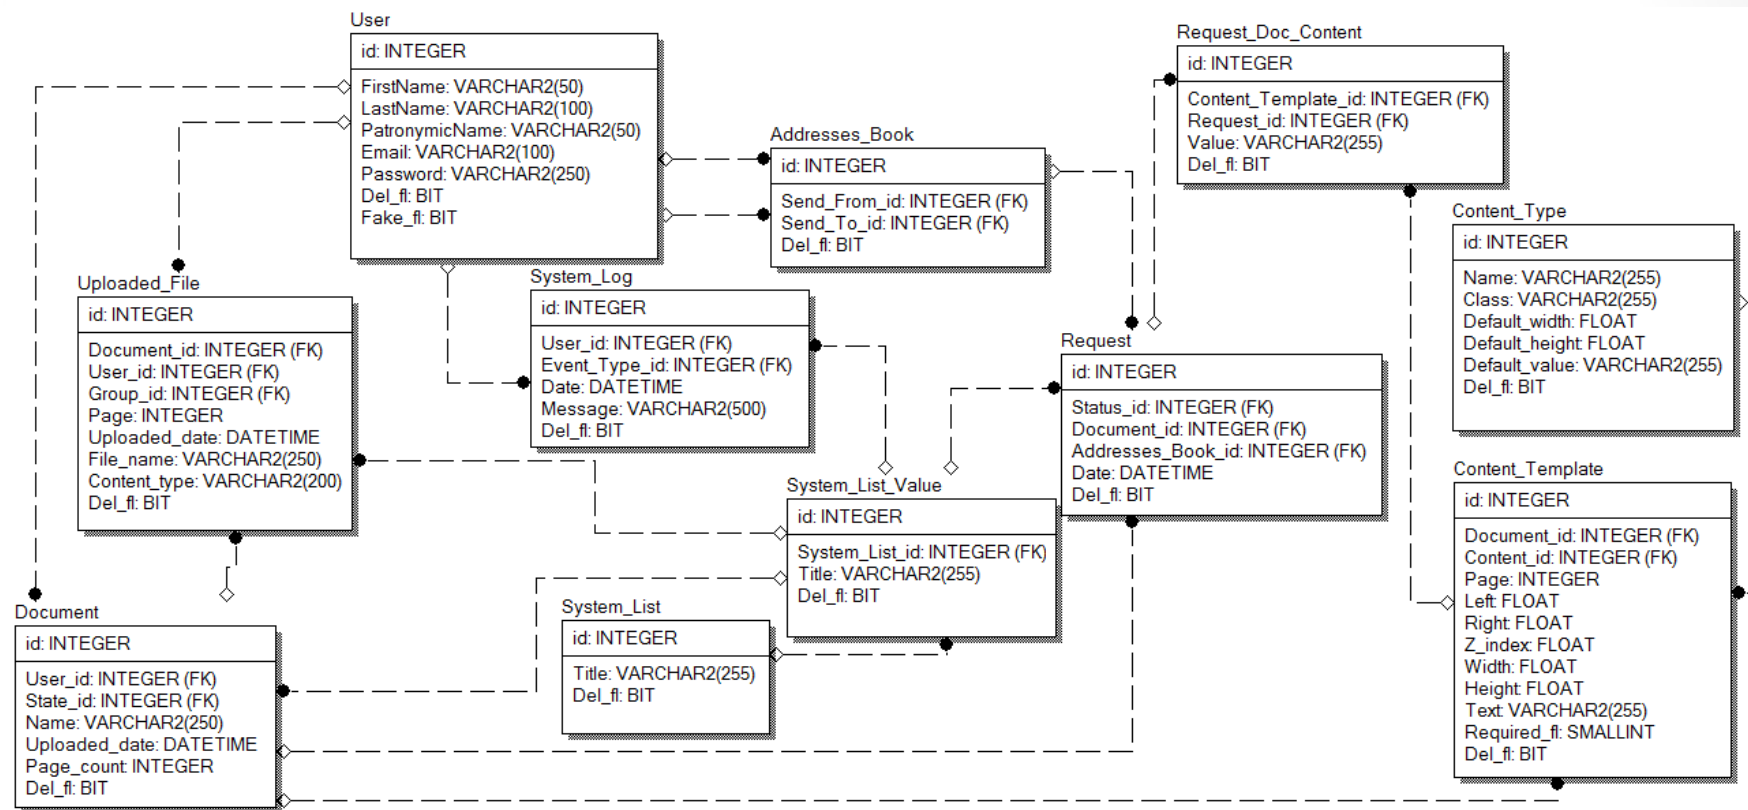 User
id: INTEGER
FirstName: VARCHAR2(50)
LastName: VARCHAR2(100)
PatronymicName: VARCHAR2(50)
Email: VARCHAR2(100)
Password: VARCHAR2(250)
Del_fl: BIT
Fake_fl: BIT
Request_Doc_Content
id: INTEGER
Content_Template_id: INTEGER (FK)
Request_id: INTEGER (FK)
Value: VARCHAR2(255)
Del_fl: BIT
Addresses_Book
id: INTEGER
Send_From_id: INTEGER (FK)
Send_To_id: INTEGER (FK)
Del_fl: BIT
Content_Type
id: INTEGER
Name: VARCHAR2(255)
Class: VARCHAR2(255)
Default_width: FLOAT
Default_height: FLOAT
Default_value: VARCHAR2(255)
Del_fl: BIT
Uploaded_File
id: INTEGER
Document_id: INTEGER (FK)
User_id: INTEGER (FK)
Group_id: INTEGER (FK)
Page: INTEGER
Uploaded_date: DATETIME
File_name: VARCHAR2(250)
Content_type: VARCHAR2(200)
Del_fl: BIT
System_Log
id: INTEGER
User_id: INTEGER (FK)
Event_Type_id: INTEGER (FK)
Date: DATETIME
Message: VARCHAR2(500)
Del_fl: BIT
Request
id: INTEGER
Status_id: INTEGER (FK)
Document_id: INTEGER (FK)
Addresses_Book_id: INTEGER (FK)
Date: DATETIME
Del_fl: BIT
System_List_Value
id: INTEGER
System_List_id: INTEGER (FK)
Title: VARCHAR2(255)
Del_fl: BIT
Content_Template
id: INTEGER
Document_id: INTEGER (FK)
Content_id: INTEGER (FK)
Page: INTEGER
Left: FLOAT
Right: FLOAT
Z_index: FLOAT
Width: FLOAT
Height: FLOAT
Text: VARCHAR2(255)
Required_fl: SMALLINT
Del_fl: BIT
Document
id: INTEGER
User_id: INTEGER (FK)
State_id: INTEGER (FK)
Name: VARCHAR2(250)
Uploaded_date: DATETIME
Page_count: INTEGER
Del_fl: BIT
System_List
id: INTEGER
Title: VARCHAR2(255)
Del_fl: BIT